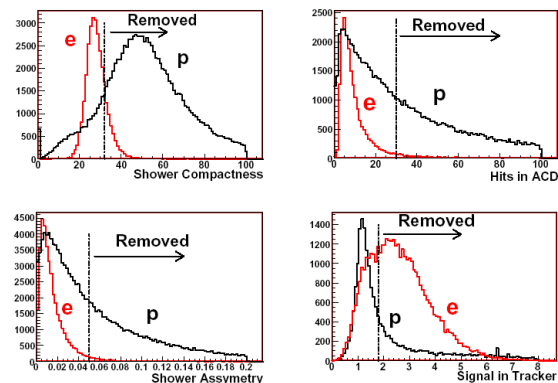 Removed
e
p
3000
2500
2000
1500
1000
500
0
0 20 40 60 80 100
Shower Compactness
Removed
e
p
2500
2000
1500
1000
500
0
0 20 40 60 80 100
Hits in ACD
Removed
e
p
4500
4000
3500
3000
2500
2000
1500
1000
500
0
0 0.02 0.04 0.06 0.08 0.1 0.12 0.14 0.16 0.18 0.2
Shower Assymetry
Removed
e
p
1400
1200
1000
800
600
400
200
0
0 1 2 3 4 5 6 7 8
Signal in Tracker